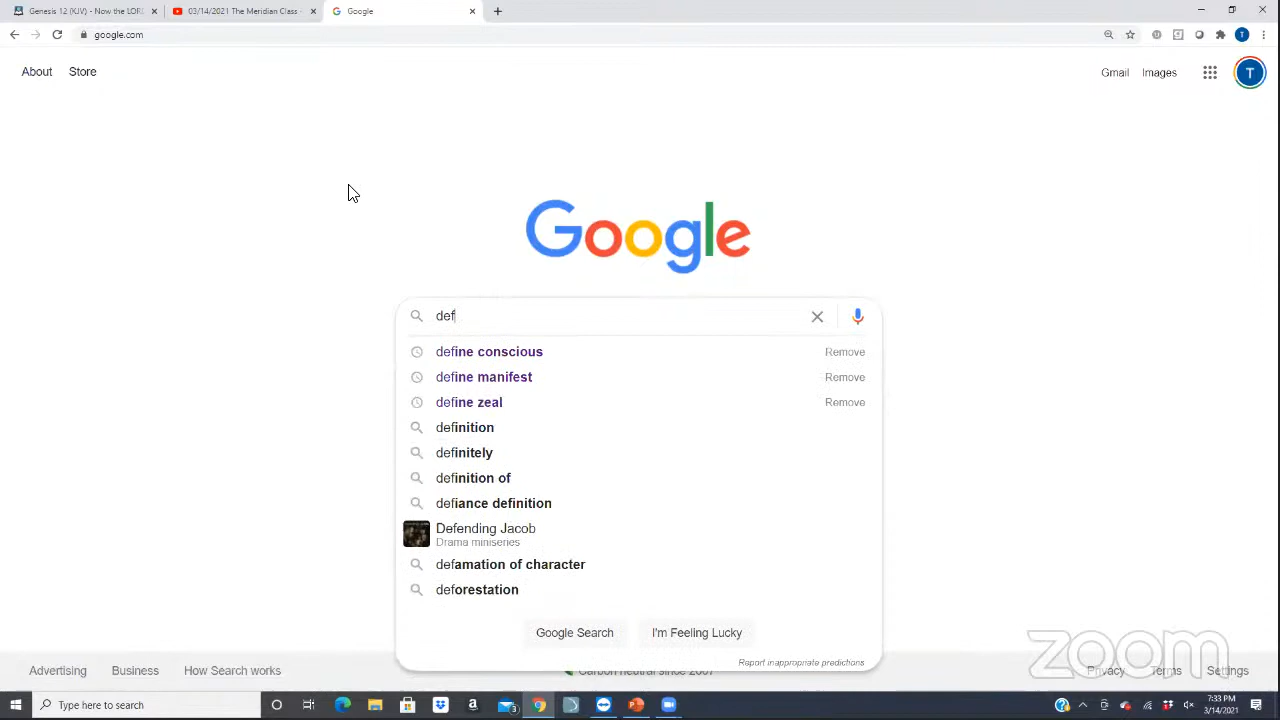 Genesis 12 (KJV) - Now the LORD
03/14/2021 The Meridian Class -
Google
google.com
About Store
Gmail Images
T
Google
def
define conscious Remove
define manifest Remove
define zeal Remove
definition
definitely
definition of
defiance definition
Defending Jacob
Drama miniseries
defamation of character
deforestation
Google Search I'm Feeling Lucky
Report inappropriate predictions
Advertising Business How Search works Carbon neutral since 2007 Privacy Terms Settings
zoom
Type here to search
7:33 PM
3/14/2021